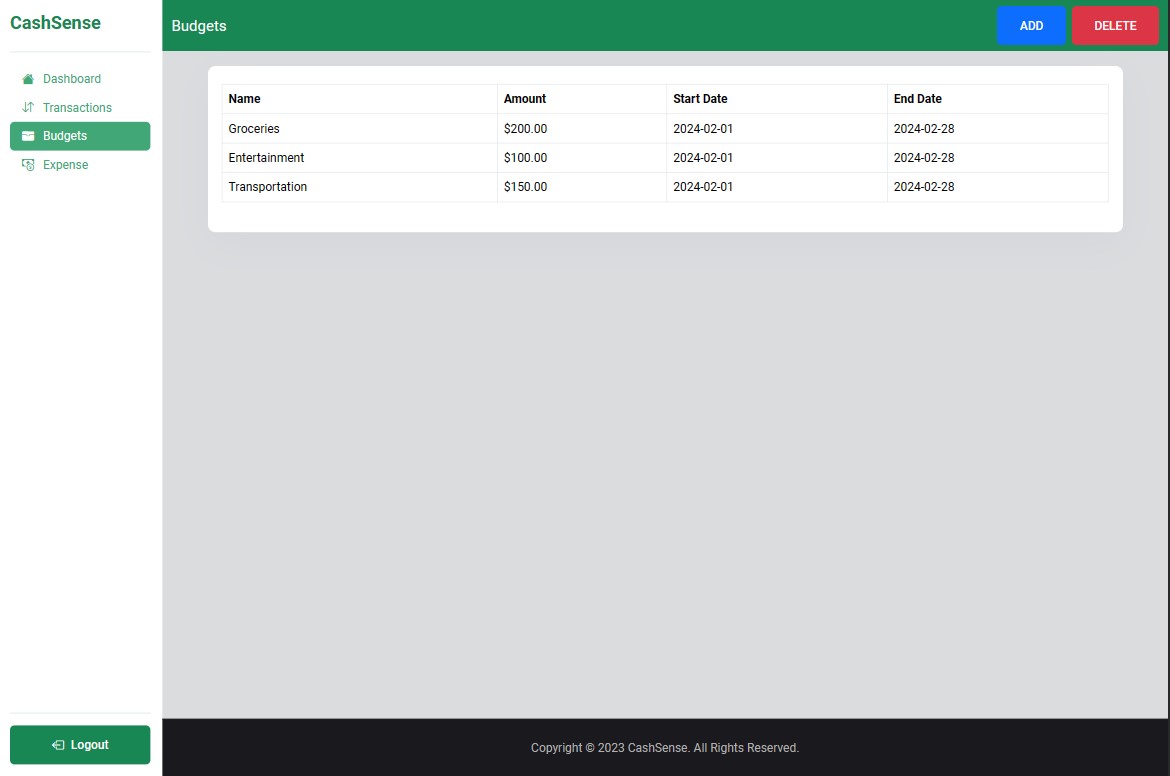 CashSense
Dashboard
Transactions
Budgets
Expense
Logout
Budgets
ADD
DELETE
Name Amount Start Date End Date
Groceries $200.00 2024-02-01 2024-02-28
Entertainment $100.00 2024-02-01 2024-02-28
Transportation $150.00 2024-02-01 2024-02-28
Copyright © 2023 CashSense. All Rights Reserved.